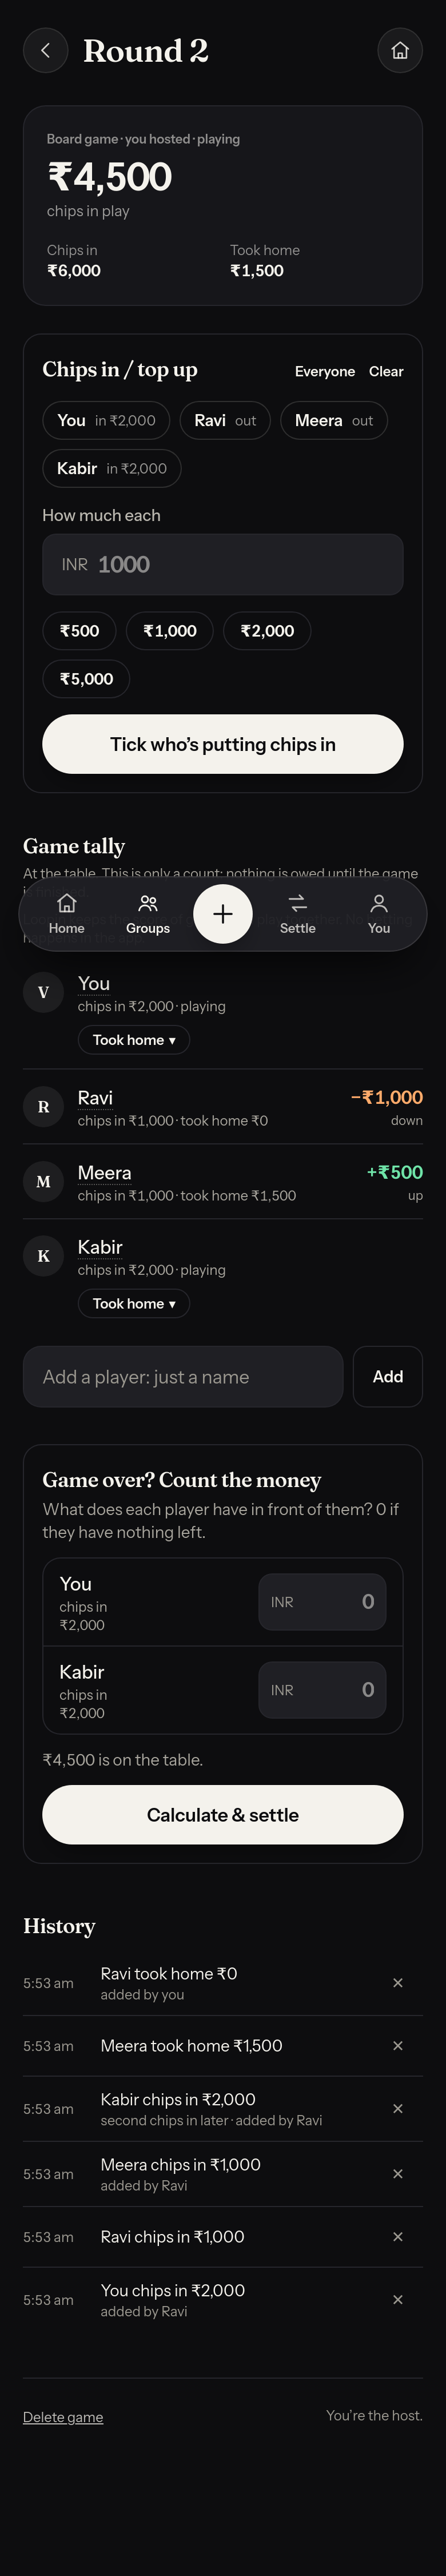 Round 2
Board game · you hosted · playing
₹4,500
chips in play
Chips in
Took home
₹6,000
₹1,500
Chips in / top up
Everyone
Clear
You in ₹2,000
Ravi out
Meera out
Kabir in ₹2,000
How much each
INR 1000
₹500
₹1,000
₹2,000
₹5,000
Tick who's putting chips in
Game tally
At the table. This is only a count: nothing is owed until the game
Home
Groups
Settle
You
V
You
chips in ₹2,000 · playing
Took home ▾
R
Ravi
chips in ₹1,000 · took home ₹0
−₹1,000
down
M
Meera
chips in ₹1,000 · took home ₹1,500
+₹500
up
K
Kabir
chips in ₹2,000 · playing
Took home ▾
Add a player: just a name
Add
Game over? Count the money
What does each player have in front of them? 0 if
they have nothing left.
You
chips in
₹2,000
INR 0
Kabir
chips in
₹2,000
INR 0
₹4,500 is on the table.
Calculate & settle
History
5:53 am
Ravi took home ₹0
added by you
5:53 am
Meera took home ₹1,500
5:53 am
Kabir chips in ₹2,000
second chips in later · added by Ravi
5:53 am
Meera chips in ₹1,000
added by Ravi
5:53 am
Ravi chips in ₹1,000
5:53 am
You chips in ₹2,000
added by Ravi
Delete game
You're the host.